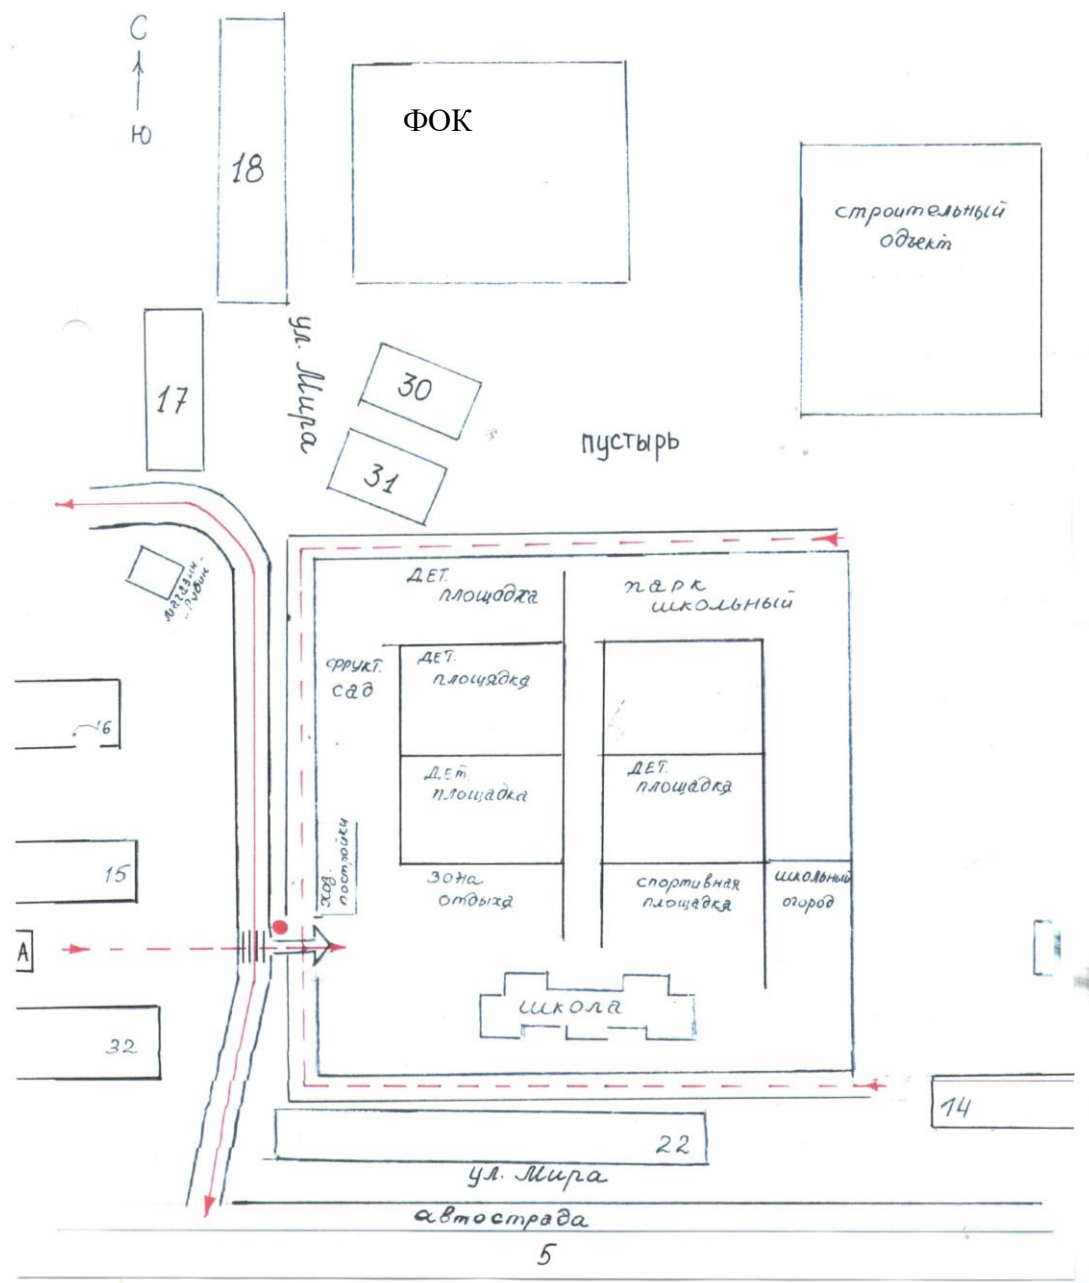 С
Ю
18
ФОК
строительный
объект
17
ул. Мира
30
31
пустырь
магазин
"Рубин"
ДЕТ.
площадка
парк
школьный
фрукт.
сад
ДЕТ.
площадка
16
Дет.
площадка
ДЕТ.
площадка
хоз.
постройки
15
зона
отдыха
спортивная
площадка
школьный
огород
А
школа
32
14
22
ул. Мира
автострада
5